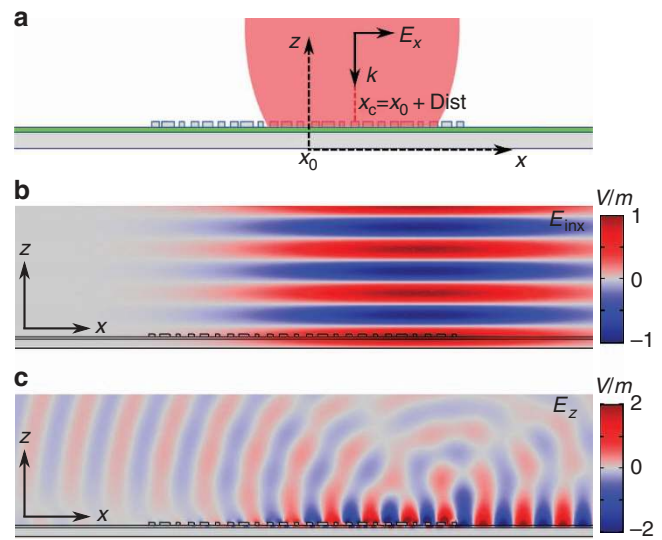 a
z
E_x
k
x_c=x_0 + Dist
x_0
x
b
V/m
E_inx
1
z
0
x
−1
c
V/m
E_z
2
z
0
x
−2